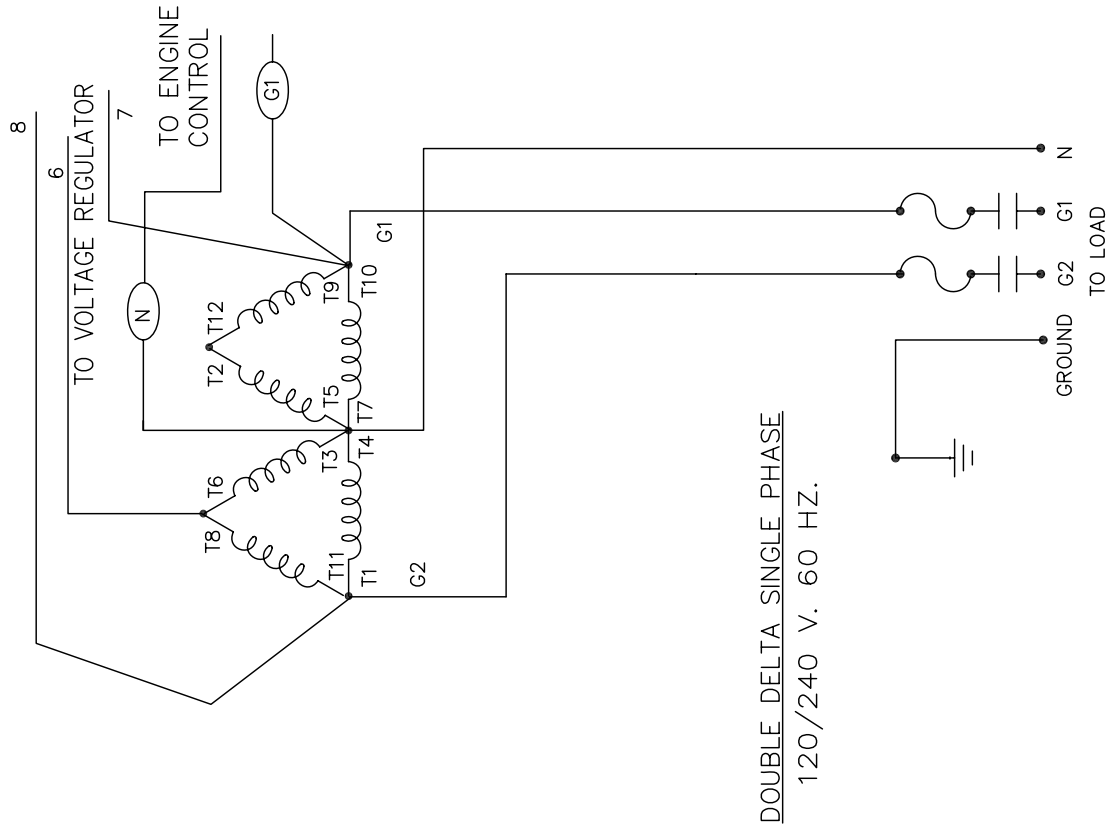 8
6
TO VOLTAGE REGULATOR
7
TO ENGINE
CONTROL
N
G1
T8
T6
T2
T12
T11
T3
T5
T9
T1
T4
T7
T10
G2
G1
DOUBLE DELTA SINGLE PHASE
120/240 V. 60 HZ.
GROUND
G2
G1
N
TO LOAD